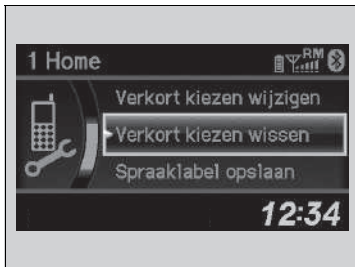 1 Home RM
Verkort kiezen wijzigen
Verkort kiezen wissen
Spraaklabel opslaan
12:34